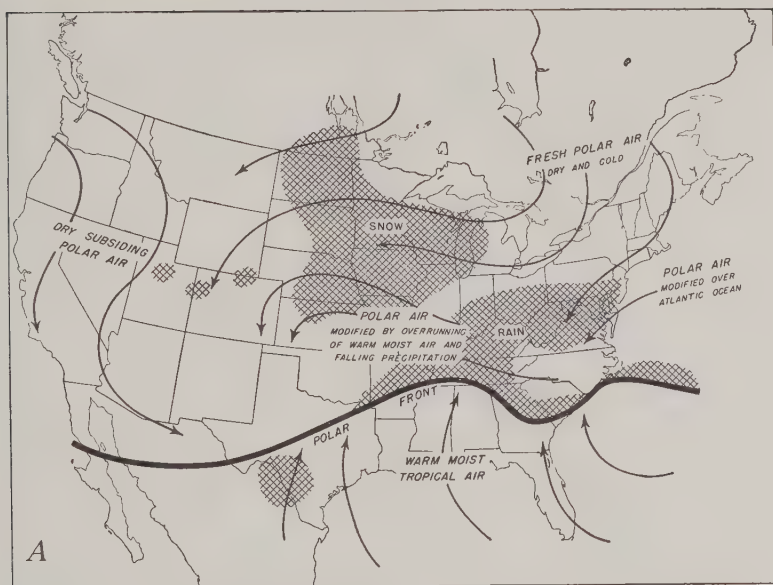 FRESH POLAR AIR
DRY AND COLD
SNOW
DRY SUBSIDING
POLAR AIR
POLAR AIR
MODIFIED OVER
ATLANTIC OCEAN
POLAR AIR
MODIFIED BY OVERRUNNING
OF WARM MOIST AIR AND
FALLING PRECIPITATION
RAIN
POLAR FRONT
WARM MOIST
TROPICAL AIR
A